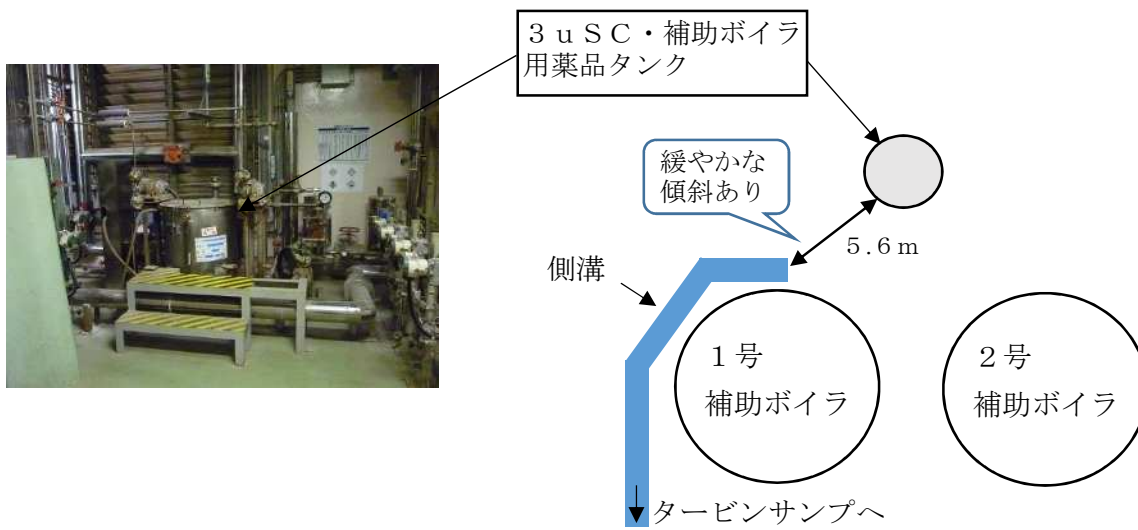 ３ｕＳＣ・補助ボイラ
用薬品タンク
緩やかな
傾斜あり
５.６ｍ
側溝
１号
補助ボイラ
２号
補助ボイラ
タービンサンプへ